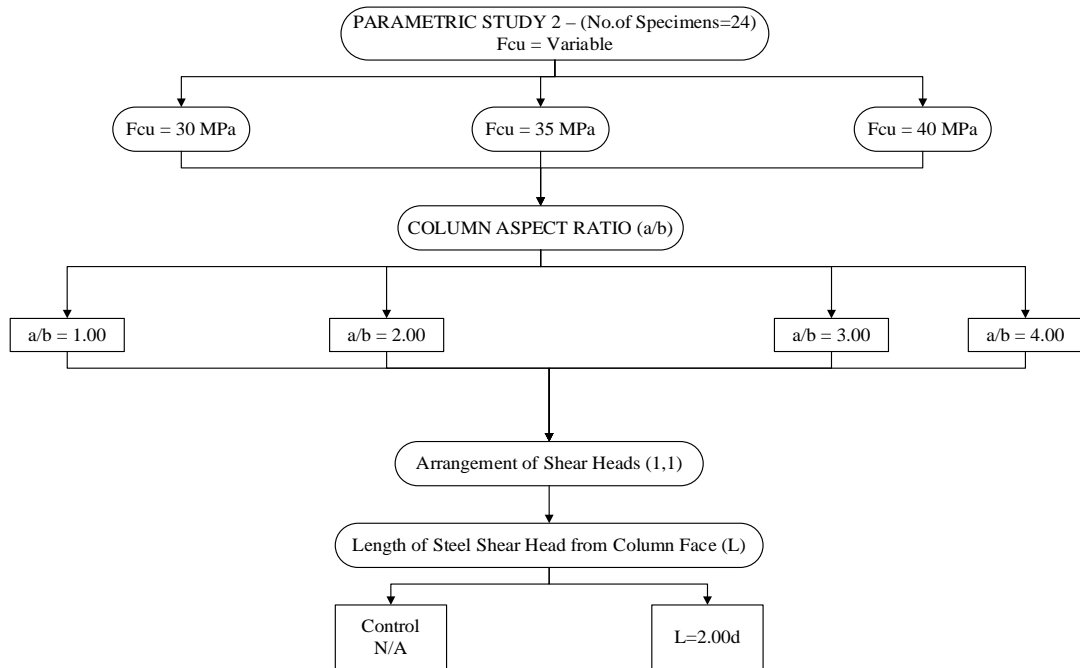 PARAMETRIC STUDY 2 – (No.of Specimens=24)
Fcu = Variable
Fcu = 30 MPa
Fcu = 35 MPa
Fcu = 40 MPa
COLUMN ASPECT RATIO (a/b)
a/b = 1.00
a/b = 2.00
a/b = 3.00
a/b = 4.00
Arrangement of Shear Heads (1,1)
Length of Steel Shear Head from Column Face (L)
Control
N/A
L=2.00d